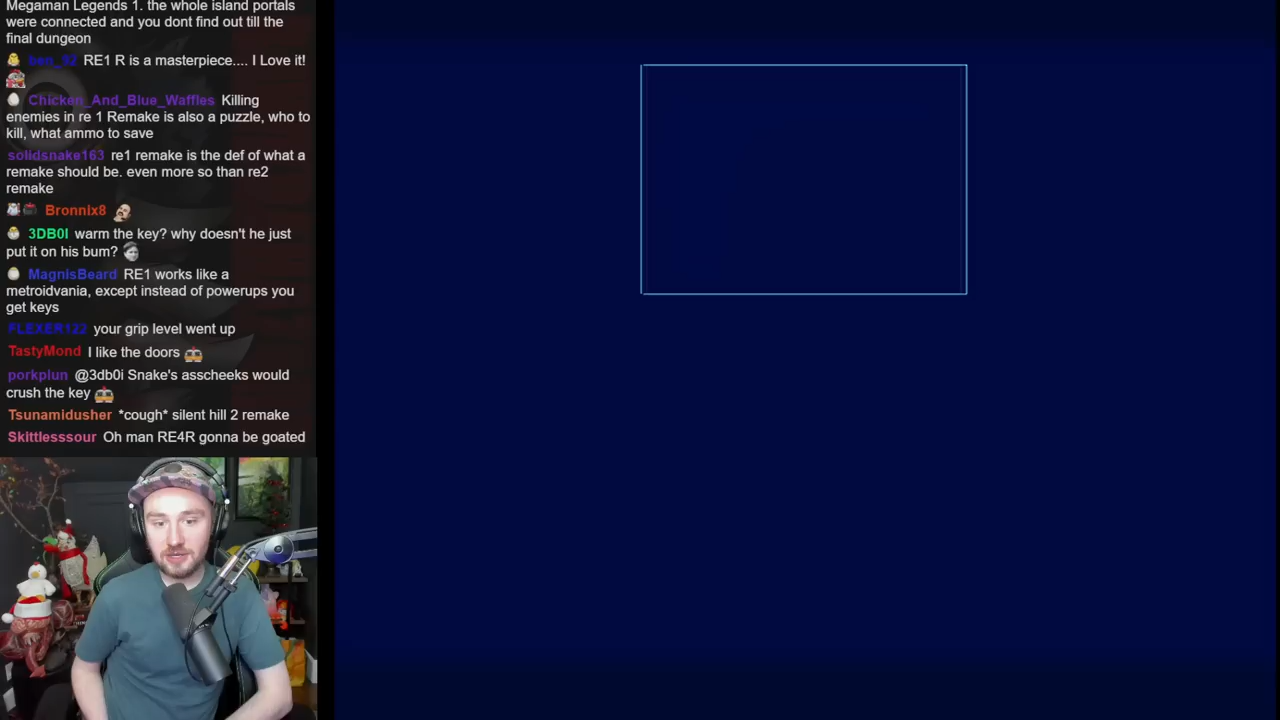 Megaman Legends 1. the whole island portals
were connected and you dont find out till the
final dungeon
ben_92 RE1 R is a masterpiece.... I Love it!
Chicken_And_Blue_Waffles Killing
enemies in re 1 Remake is also a puzzle, who to
kill, what ammo to save
solidsnake163 re1 remake is the def of what a
remake should be. even more so than re2
remake
Bronnix8
3DB0I warm the key? why doesn't he just
put it on his bum?
MagnisBeard RE1 works like a
metroidvania, except instead of powerups you
get keys
FLEXER122 your grip level went up
TastyMond I like the doors
porkplun @3db0i Snake's asscheeks would
crush the key
Tsunamidusher *cough* silent hill 2 remake
Skittlesssour Oh man RE4R gonna be goated